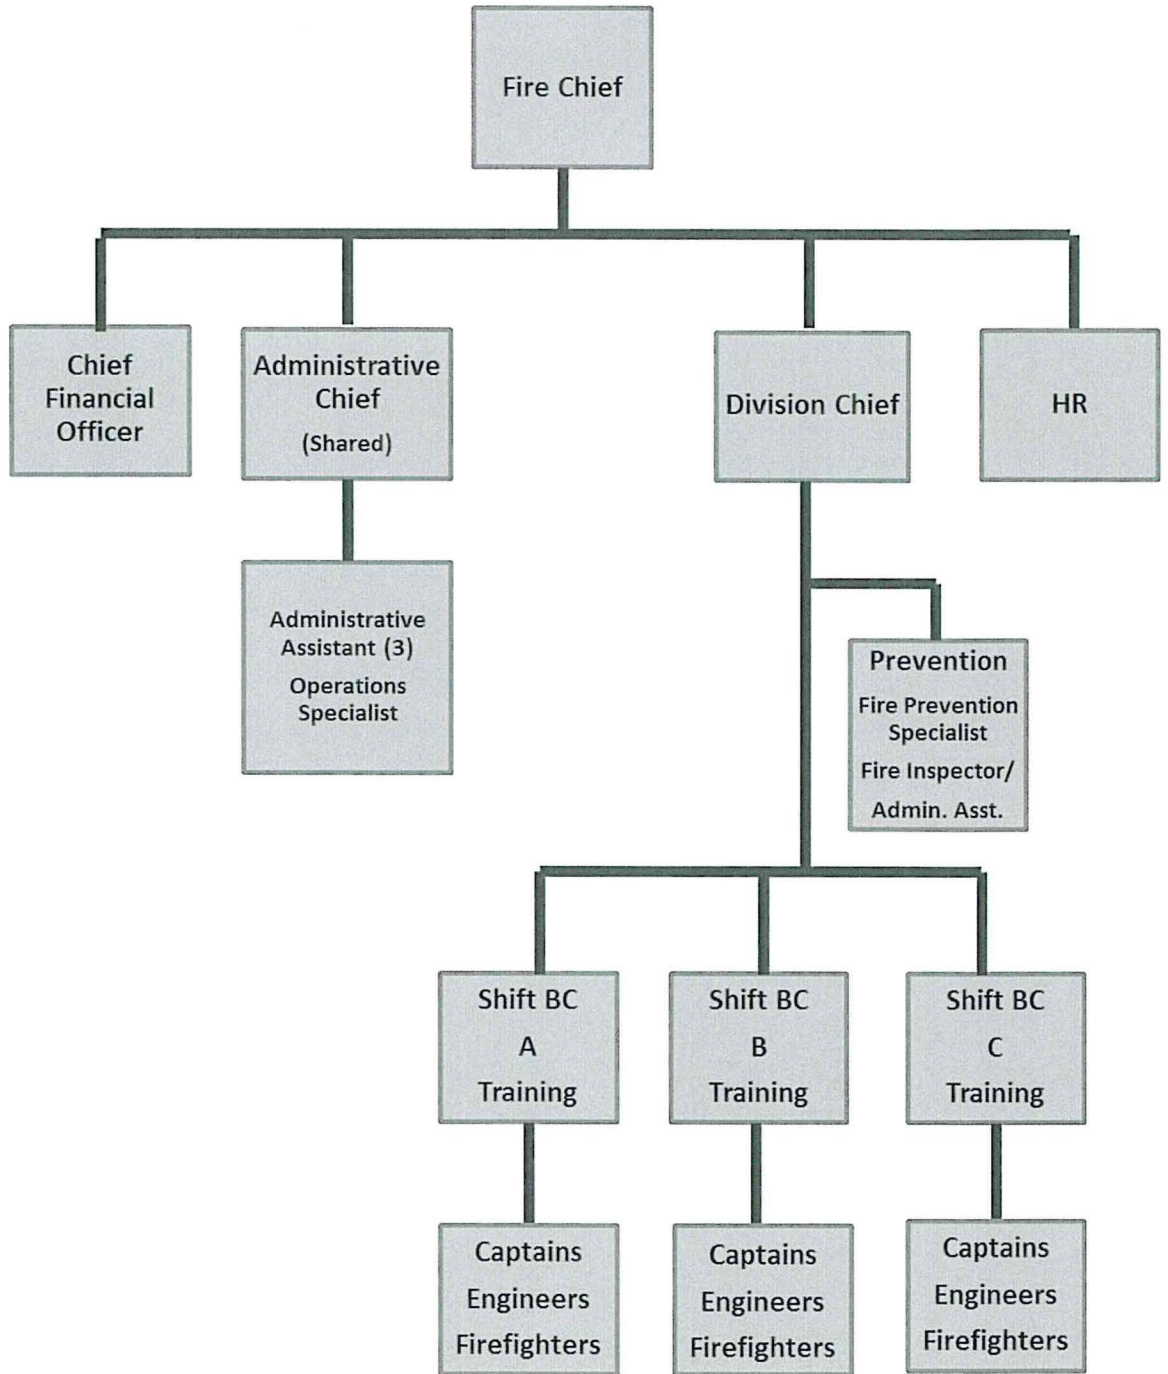 Fire Chief
Chief
Financial
Officer
Administrative
Chief
(Shared)
Division Chief
HR
Administrative
Assistant (3)
Operations
Specialist
Prevention
Fire Prevention
Specialist
Fire Inspector/
Admin. Asst.
Shift BC
A
Training
Shift BC
B
Training
Shift BC
C
Training
Captains
Engineers
Firefighters
Captains
Engineers
Firefighters
Captains
Engineers
Firefighters